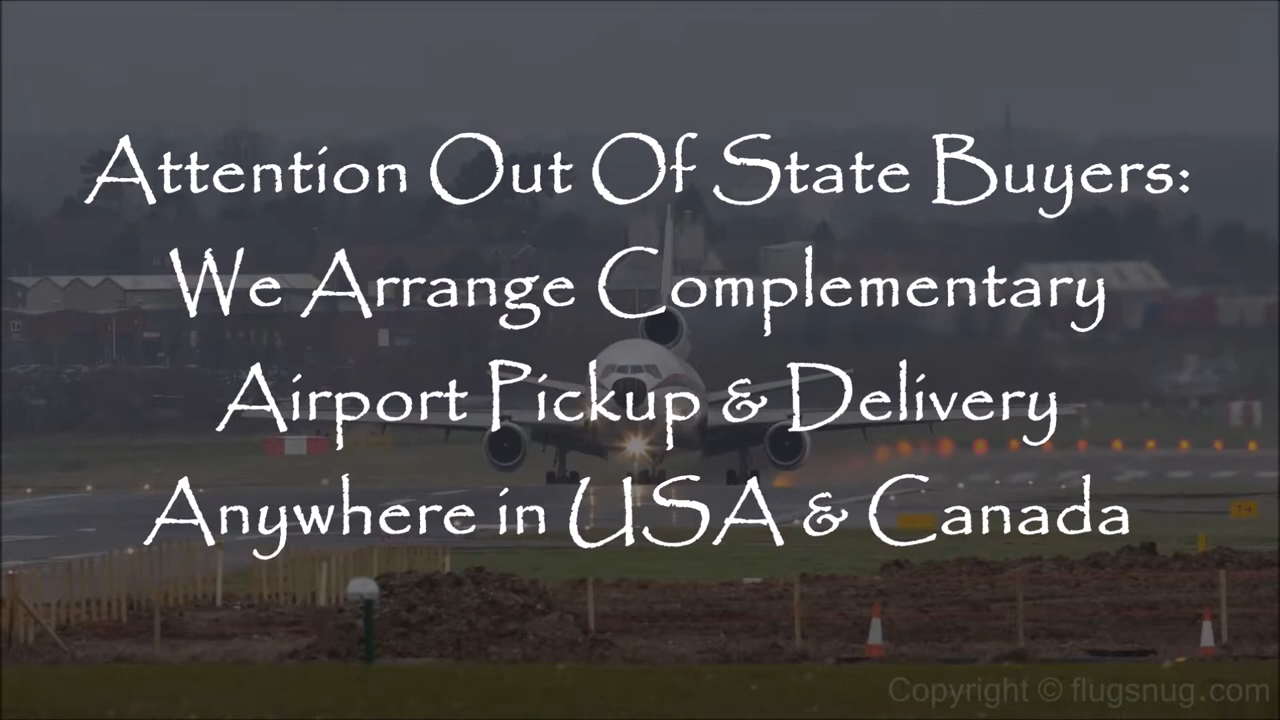 Attention Out Of State Buyers:
We Arrange Complementary
Airport Pickup & Delivery
Anywhere in USA & Canada
Copyright © flugsnug.com